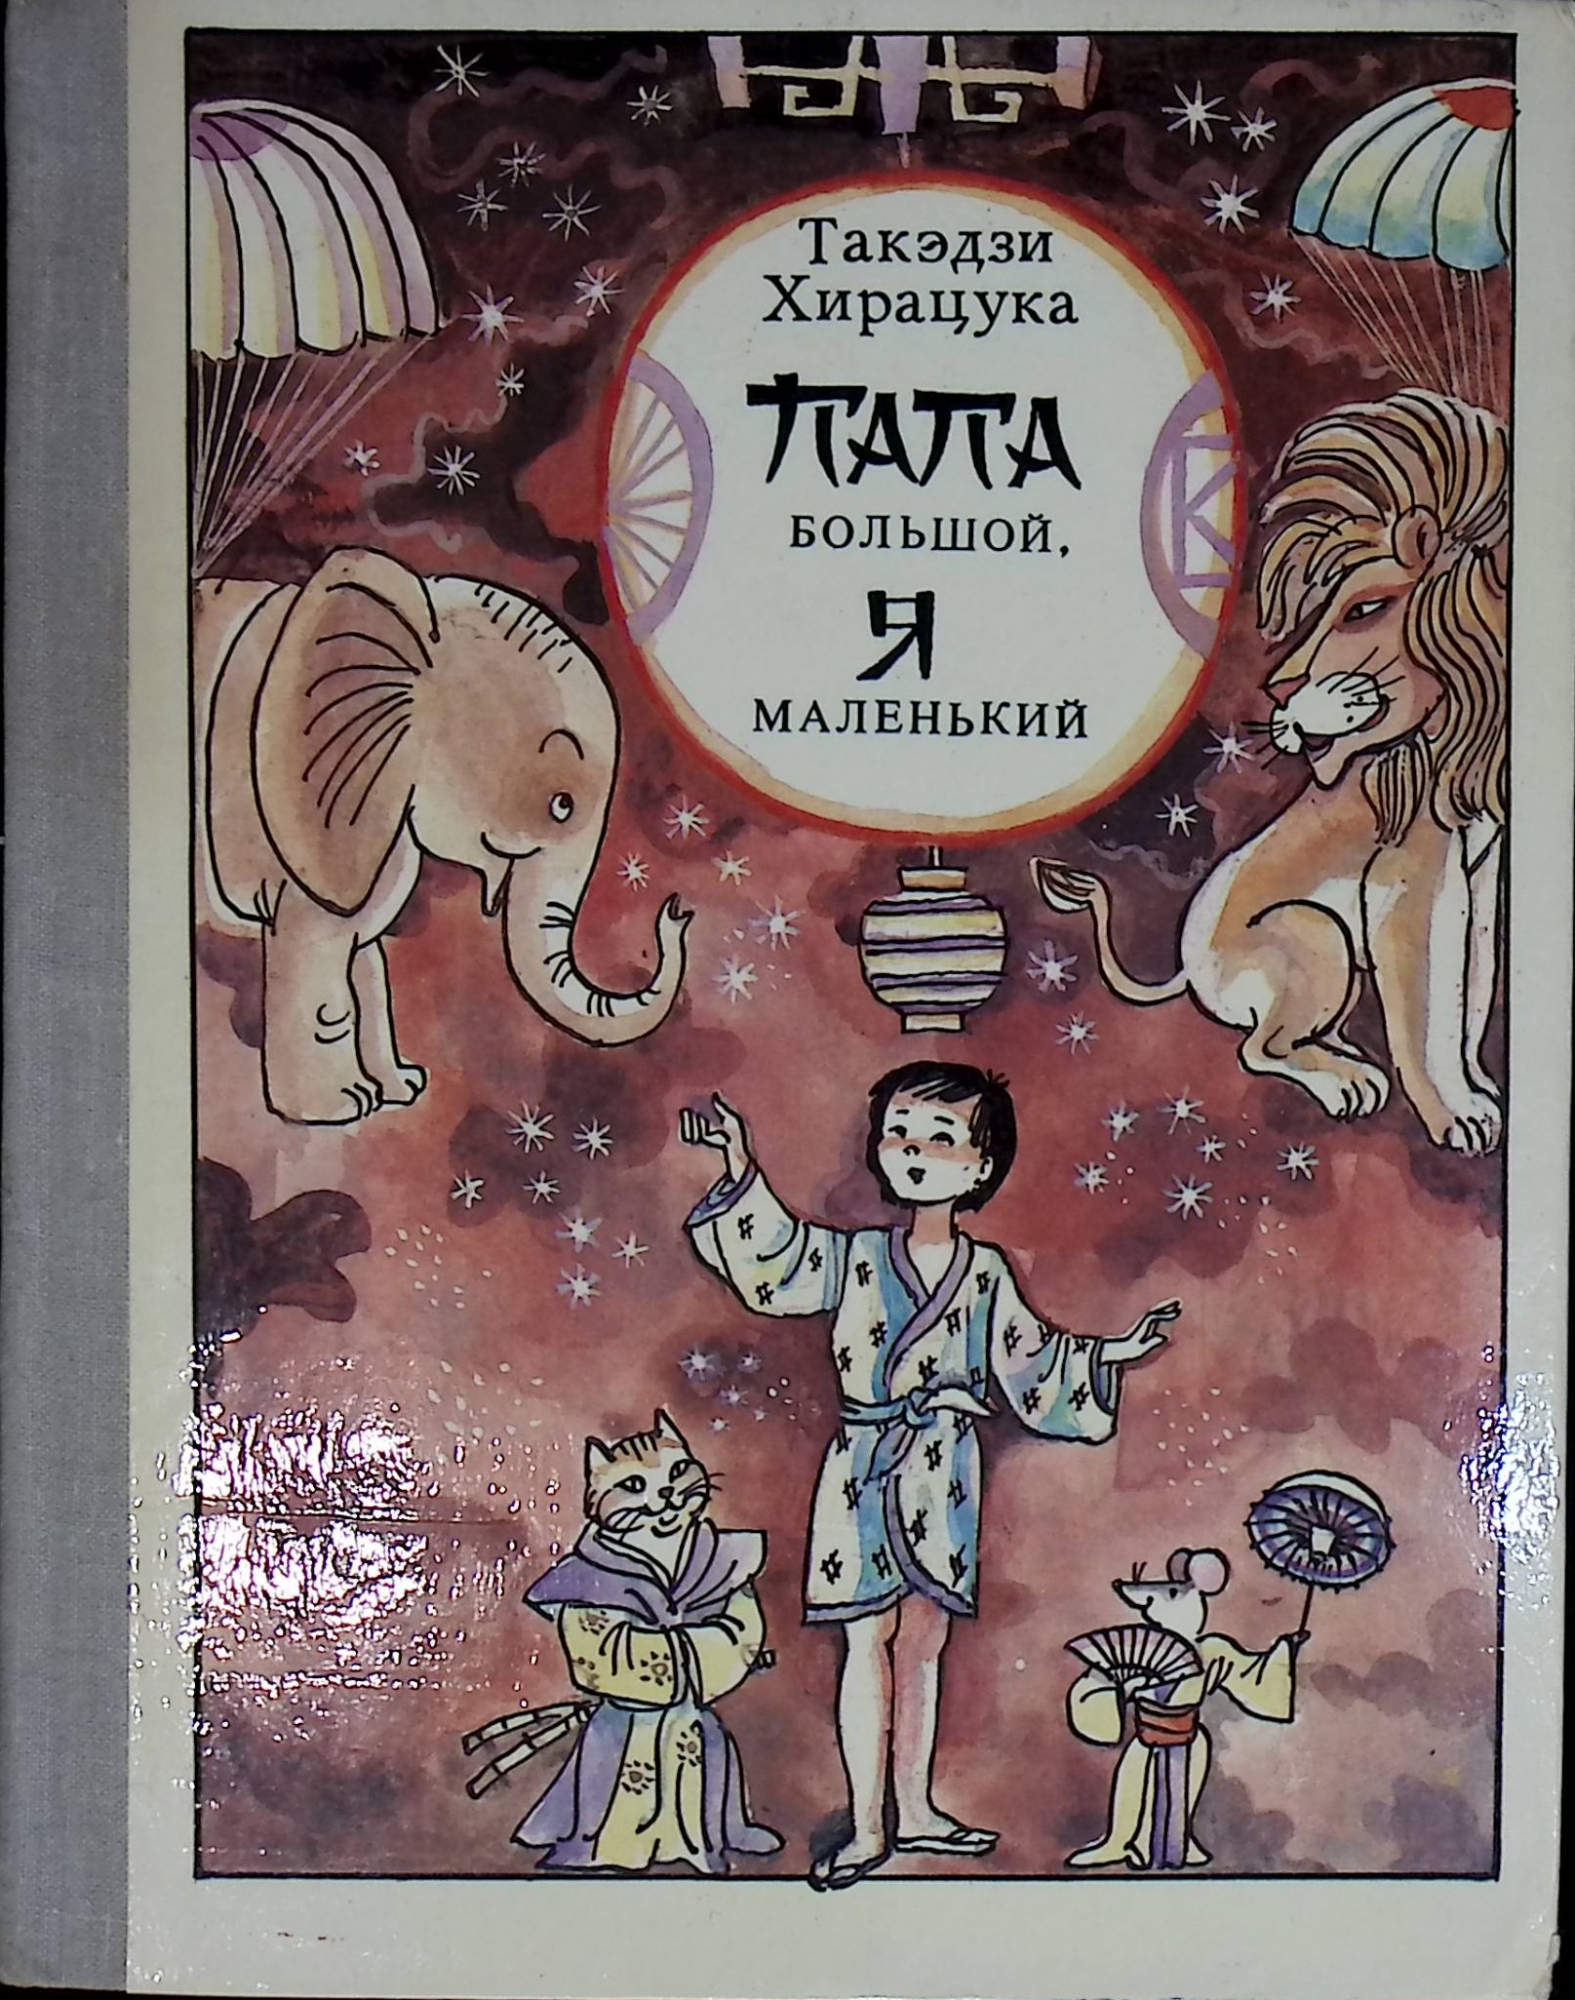 Такэдзи
Хирацука
ПАПА
БОЛЬШОЙ,
Я
МАЛЕНЬКИЙ